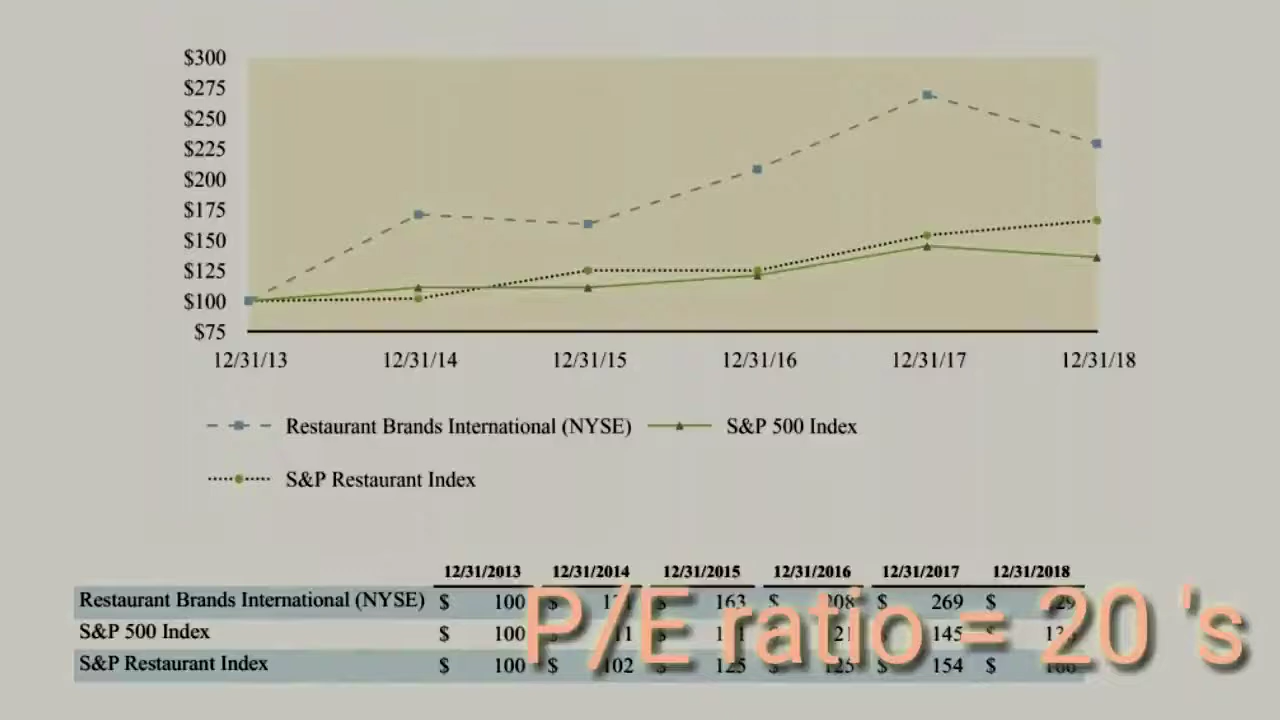 $300
$275
$250
$225
$200
$175
$150
$125
$100
$75
12/31/13 12/31/14 12/31/15 12/31/16 12/31/17 12/31/18
Restaurant Brands International (NYSE) S&P 500 Index
S&P Restaurant Index
12/31/2013 12/31/2014 12/31/2015 12/31/2016 12/31/2017 12/31/2018
Restaurant Brands International (NYSE) $ 100 $ $ 163 $ 208 $ 269 $
S&P 500 Index $ 100 $ 145
S&P Restaurant Index $ 100 $ 102 $ 125 $ 125 $ 154 $ 166
P/E ratio = 20 's